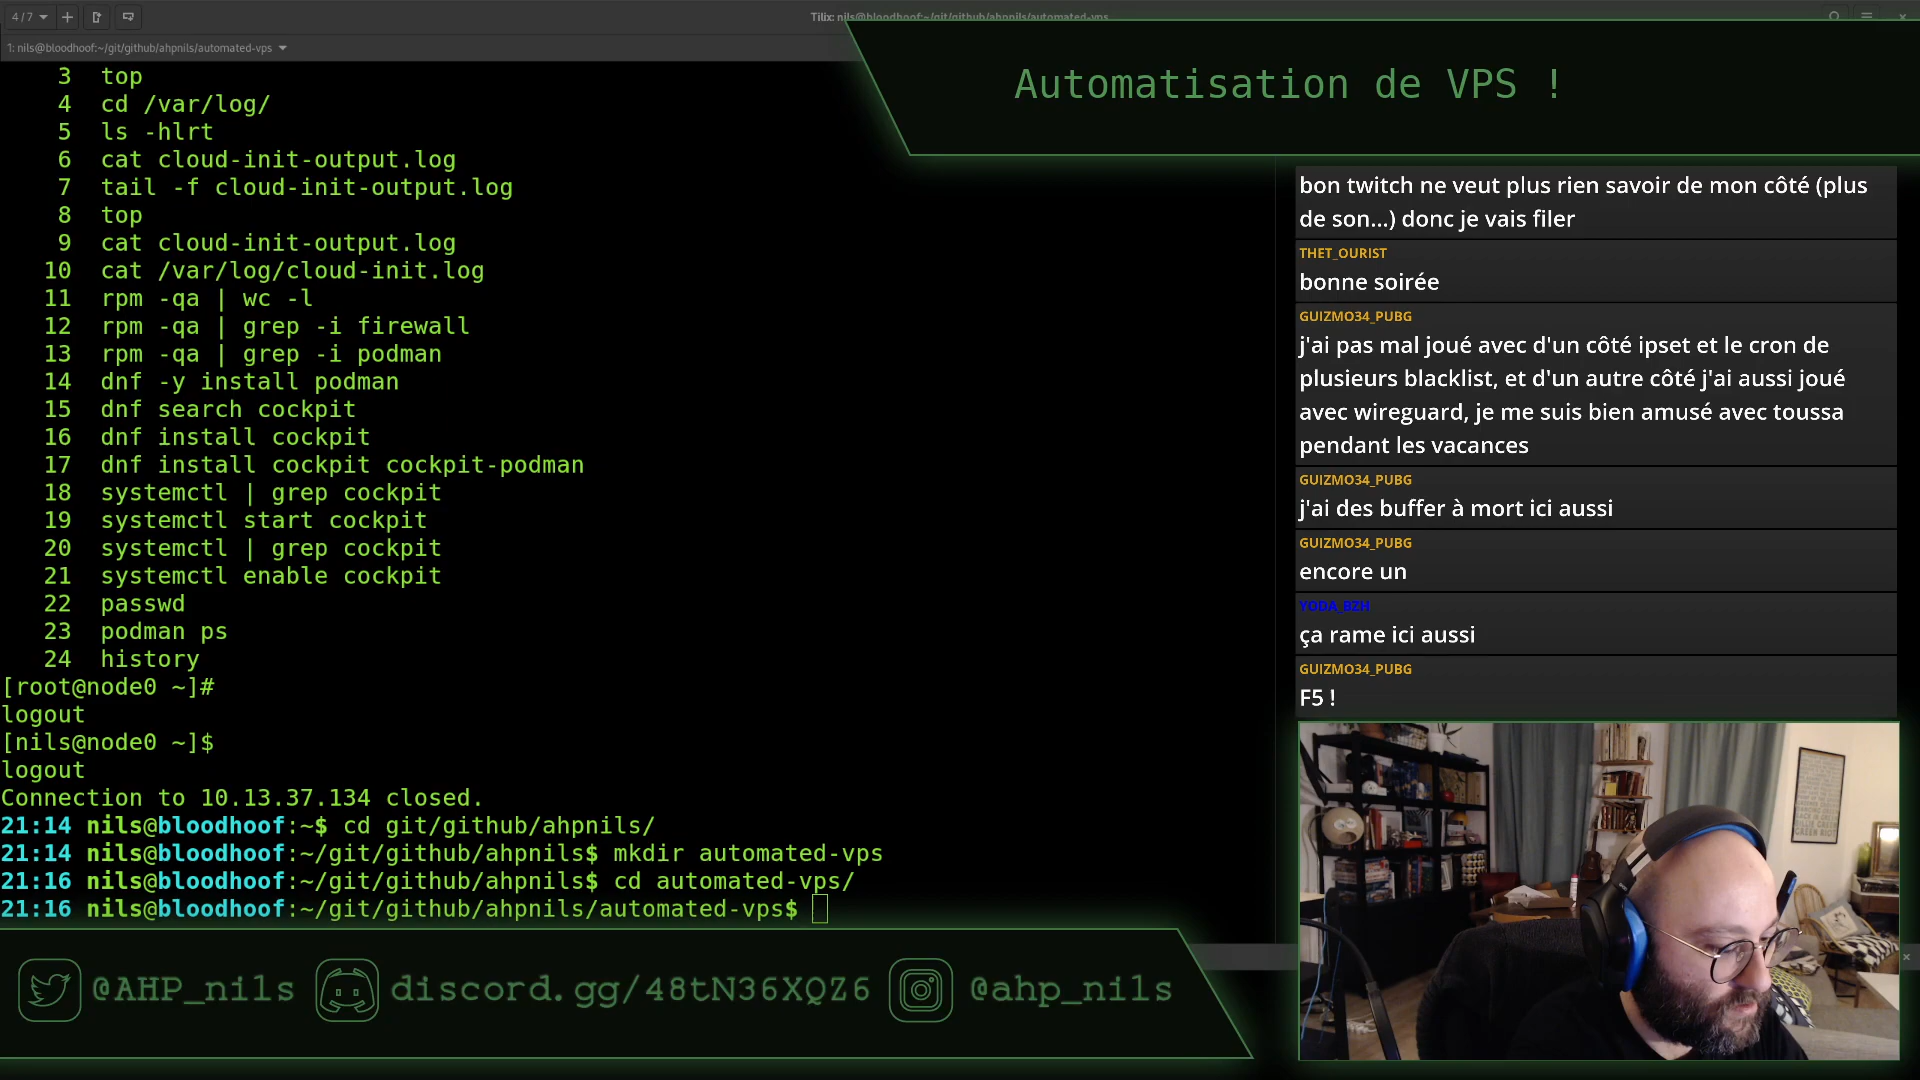 4/7
Tilix: nils@bloodhoof:~/git/github/ahpnils/automated-vps
1: nils@bloodhoof:~/git/github/ahpnils/automated-vps
Automatisation de VPS !
3 top
4 cd /var/log/
5 ls -hlrt
6 cat cloud-init-output.log
7 tail -f cloud-init-output.log
8 top
9 cat cloud-init-output.log
10 cat /var/log/cloud-init.log
11 rpm -qa | wc -l
12 rpm -qa | grep -i firewall
13 rpm -qa | grep -i podman
14 dnf -y install podman
15 dnf search cockpit
16 dnf install cockpit
17 dnf install cockpit cockpit-podman
18 systemctl | grep cockpit
19 systemctl start cockpit
20 systemctl | grep cockpit
21 systemctl enable cockpit
22 passwd
23 podman ps
24 history
[root@node0 ~]#
logout
[nils@node0 ~]$
logout
Connection to 10.13.37.134 closed.
21:14 nils@bloodhoof:~$ cd git/github/ahpnils/
21:14 nils@bloodhoof:~/git/github/ahpnils$ mkdir automated-vps
21:16 nils@bloodhoof:~/git/github/ahpnils$ cd automated-vps/
21:16 nils@bloodhoof:~/git/github/ahpnils/automated-vps$
bon twitch ne veut plus rien savoir de mon côté (plus
de son...) donc je vais filer
THET_OURIST
bonne soirée
GUIZMO34_PUBG
j'ai pas mal joué avec d'un côté ipset et le cron de
plusieurs blacklist, et d'un autre côté j'ai aussi joué
avec wireguard, je me suis bien amusé avec toussa
pendant les vacances
GUIZMO34_PUBG
j'ai des buffer à mort ici aussi
GUIZMO34_PUBG
encore un
YODA_BZH
ça rame ici aussi
GUIZMO34_PUBG
F5 !
@AHP_nils
discord.gg/48tN36XQZ6
@ahp_nils